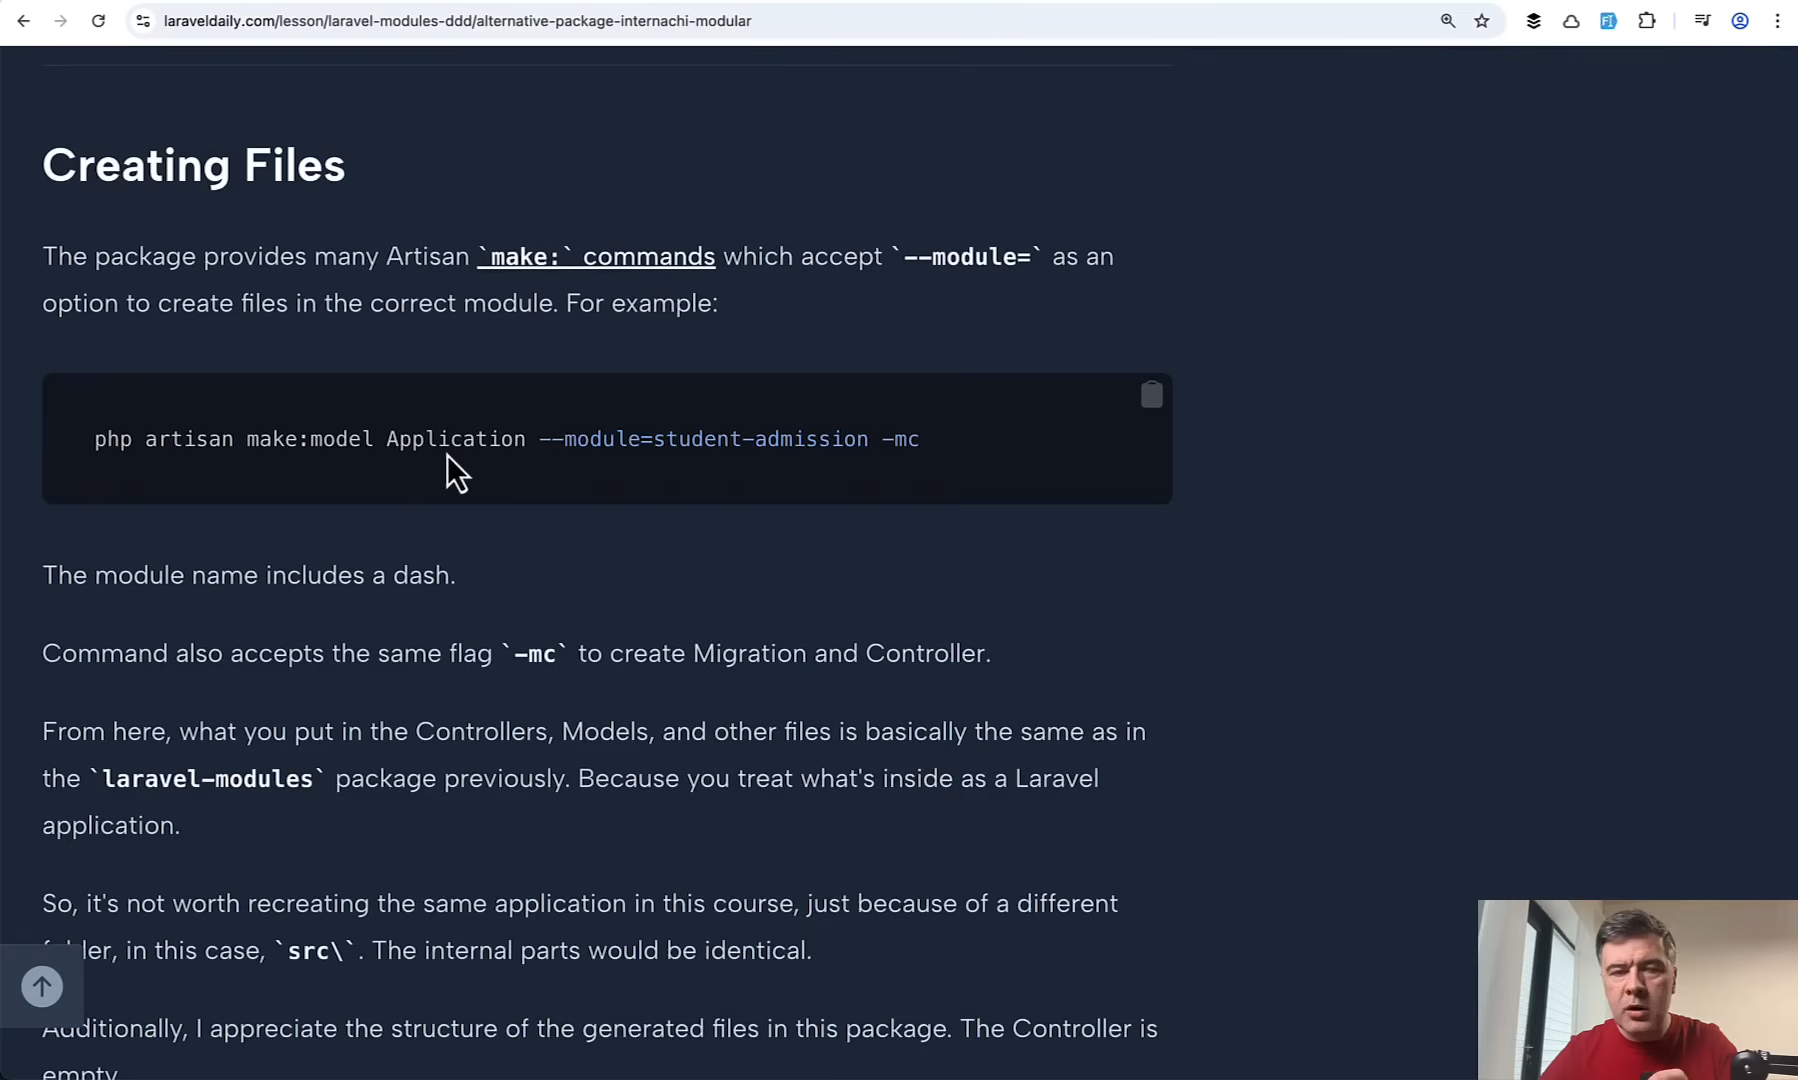 laraveldaily.com/lesson/laravel-modules-ddd/alternative-package-internachi-modular
Creating Files
The package provides many Artisan `make:` commands which accept `--module=` as an
option to create files in the correct module. For example:
php artisan make:model Application --module=student-admission -mc
The module name includes a dash.
Command also accepts the same flag `-mc` to create Migration and Controller.
From here, what you put in the Controllers, Models, and other files is basically the same as in
the `laravel-modules` package previously. Because you treat what's inside as a Laravel
application.
So, it's not worth recreating the same application in this course, just because of a different
lder, in this case, `src\`. The internal parts would be identical.
Additionally, I appreciate the structure of the generated files in this package. The Controller is
empty